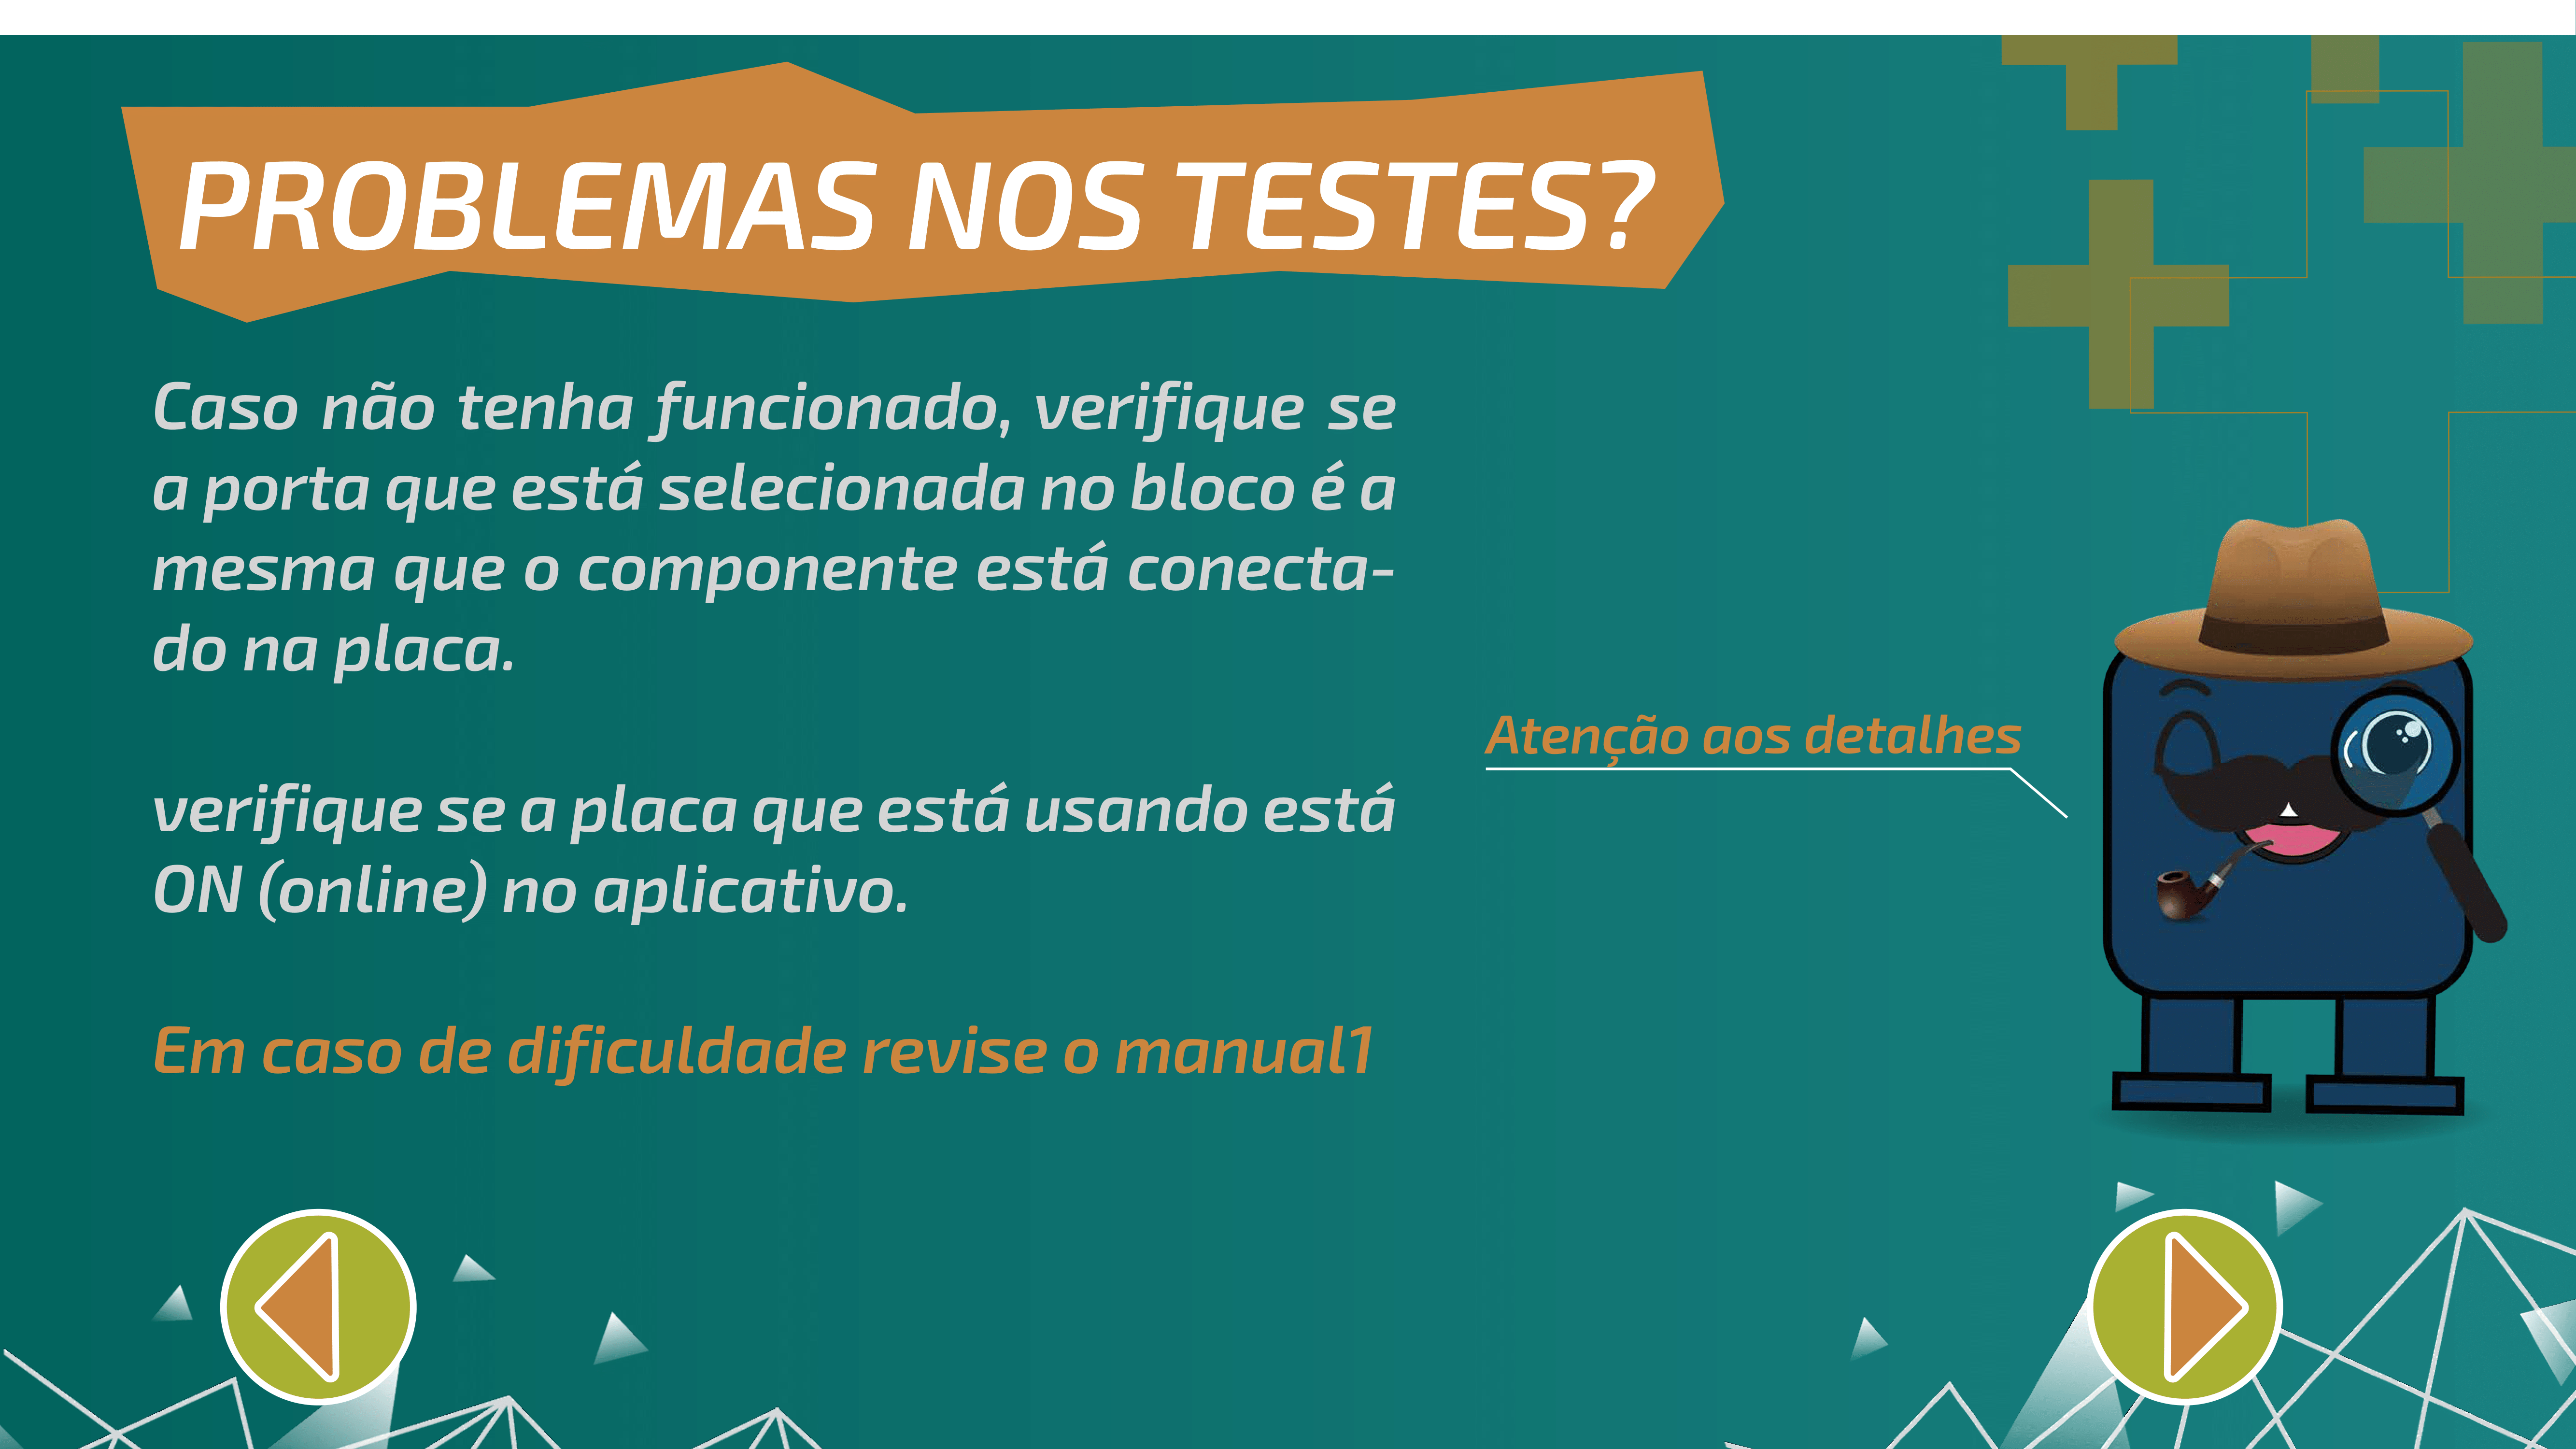 PROBLEMAS NOS TESTES?
Caso não tenha funcionado, verifique se
a porta que está selecionada no bloco é a
mesma que o componente está conecta-
do na placa.
Atenção aos detalhes
verifique se a placa que está usando está
ON (online) no aplicativo.
Em caso de dificuldade revise o manual1